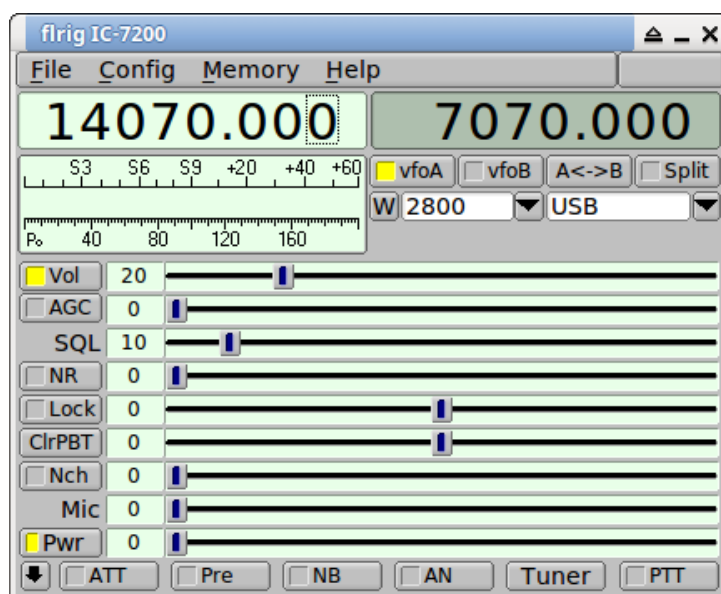 flrig IC-7200
File Config Memory Help
14070.000 7070.000
S3 S6 S9 +20 +40 +60
vfoA vfoB A<->B Split
W 2800 USB
Po 40 80 120 160
Vol 20
AGC 0
SQL 10
NR 0
Lock 0
ClrPBT 0
Nch 0
Mic 0
Pwr 0
ATT Pre NB AN Tuner PTT